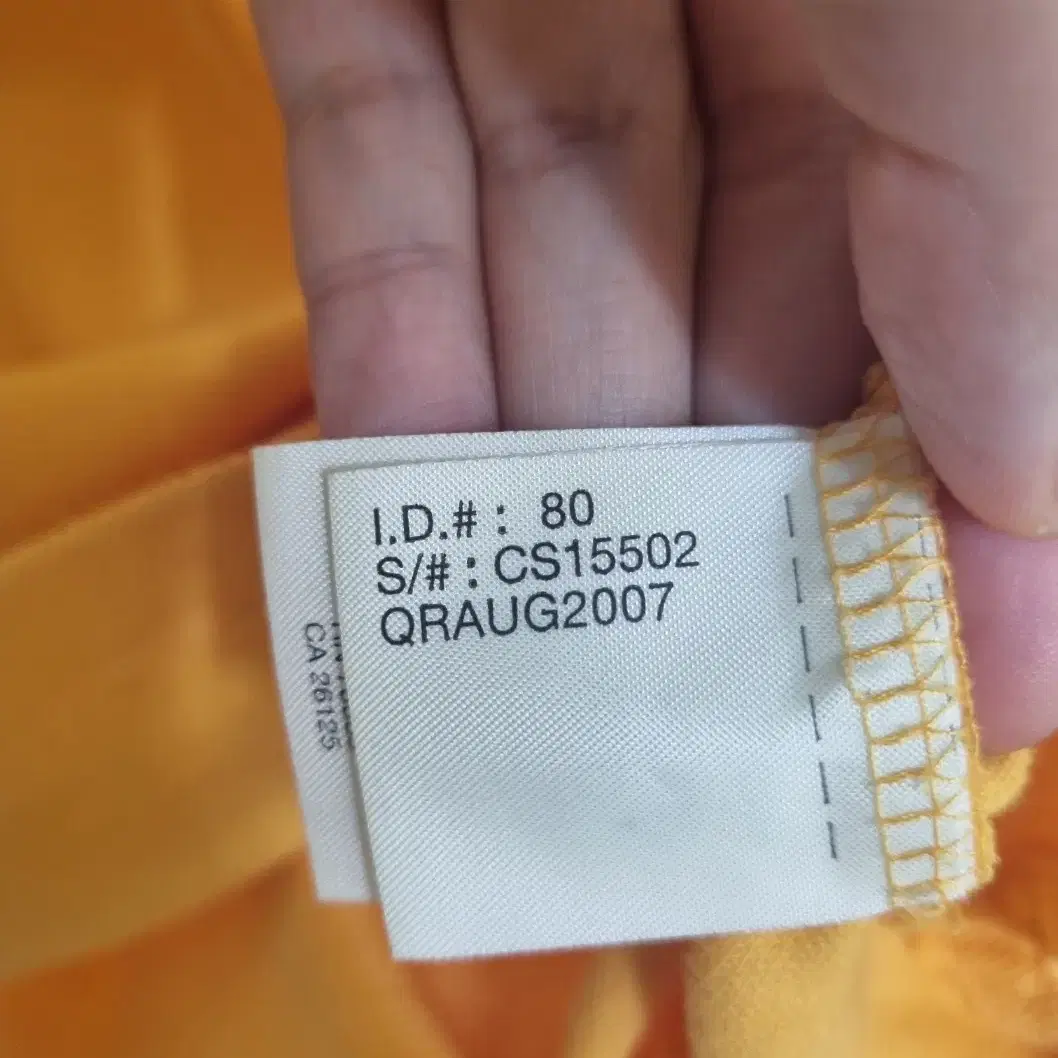 I.D.# : 80
S/# : CS15502
QRAUG2007
CA 26125